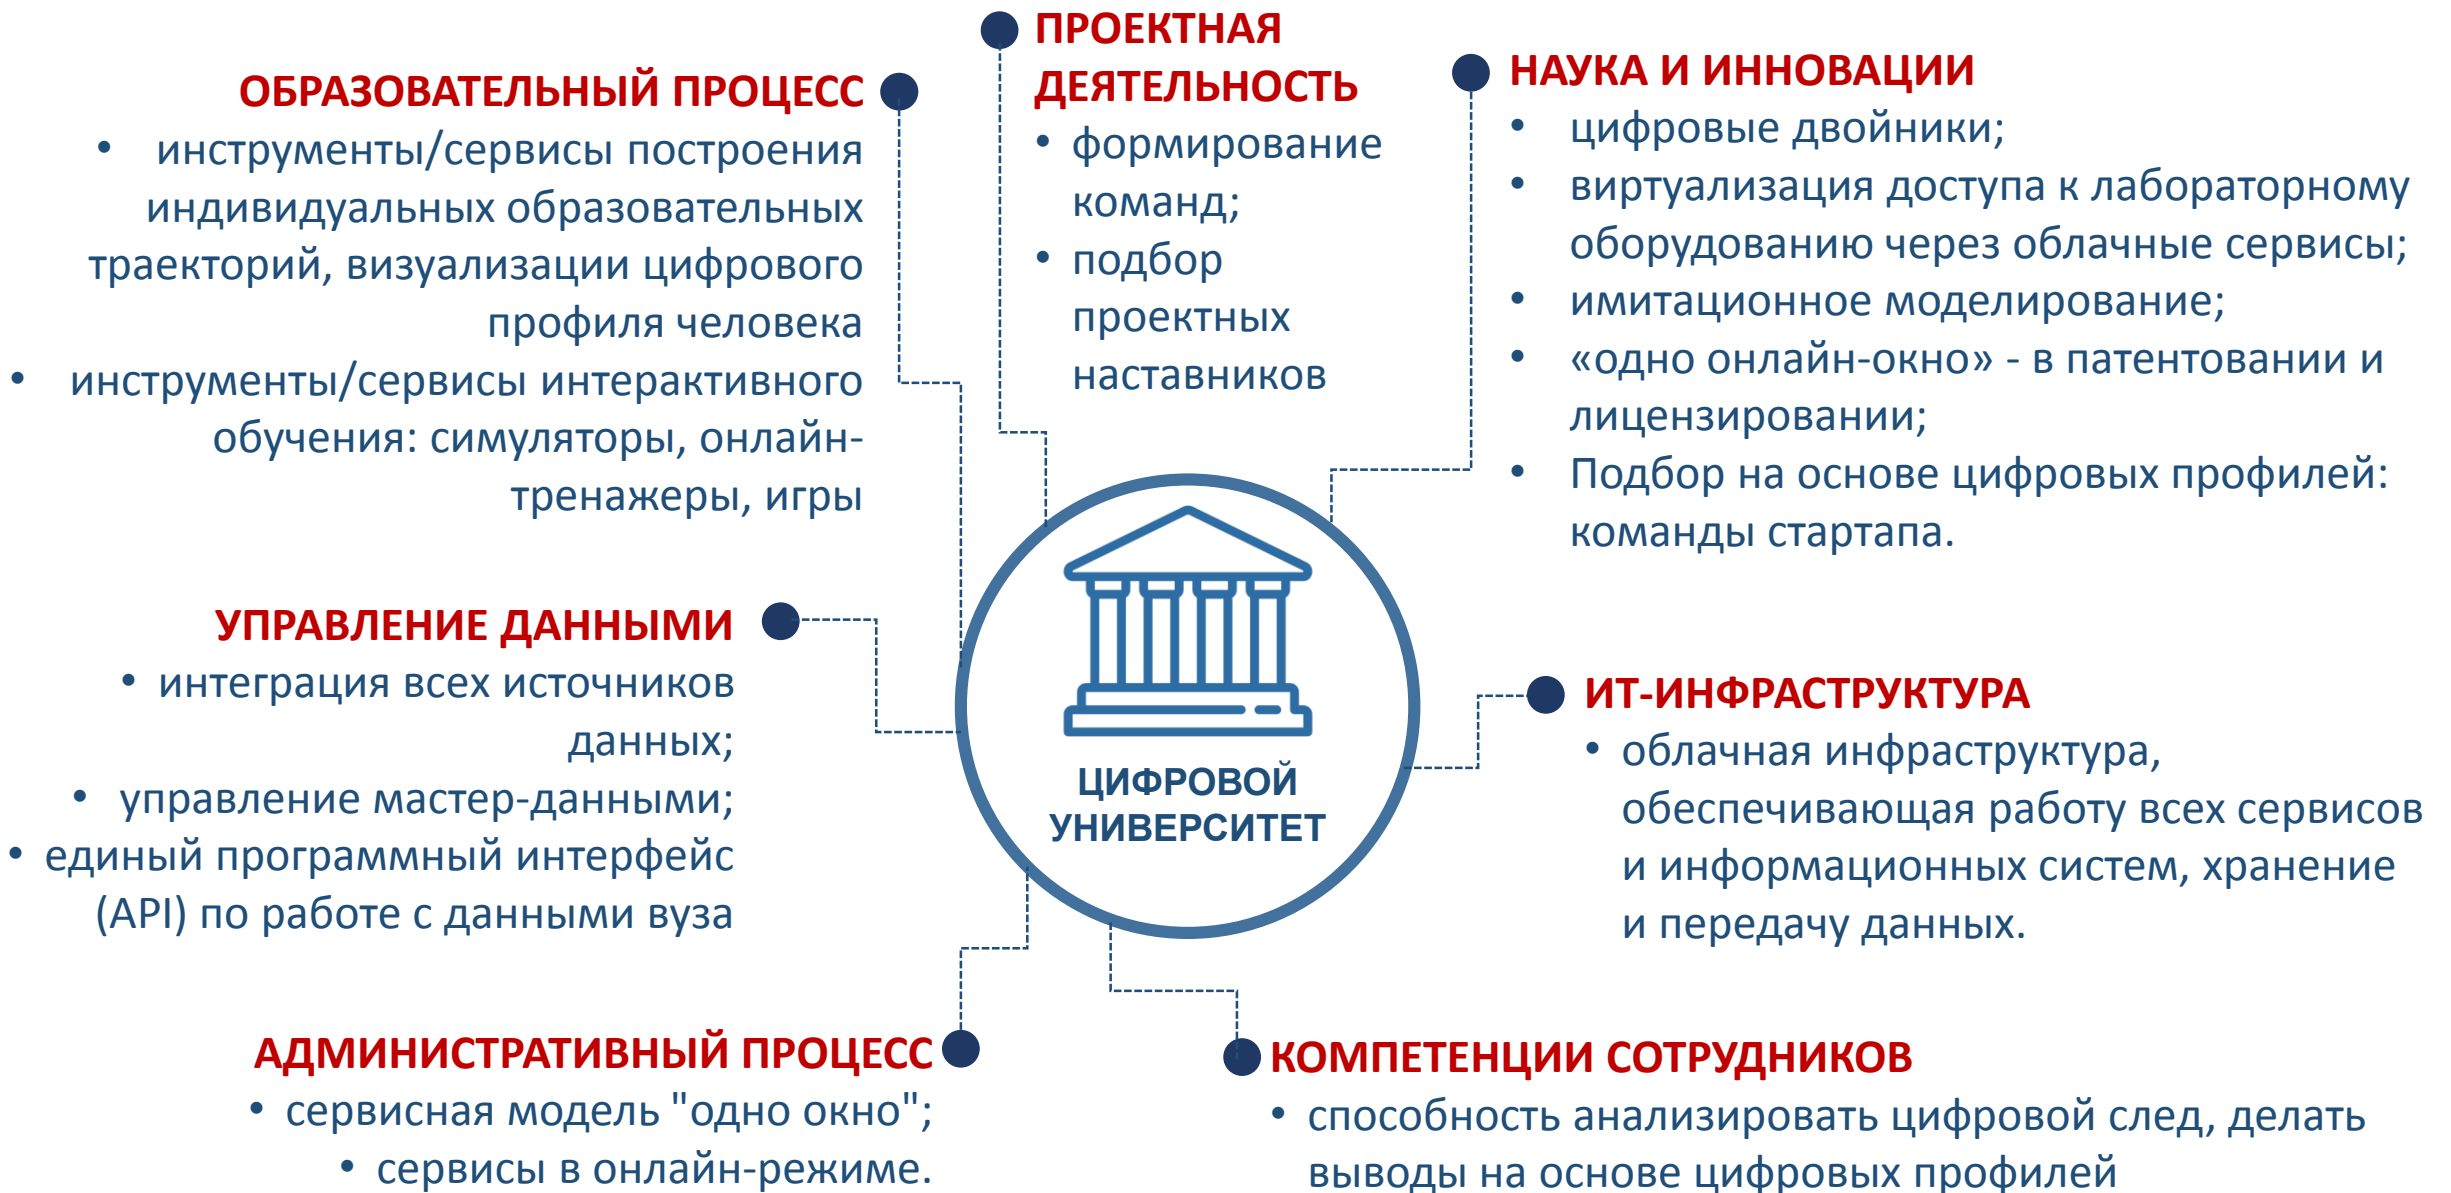 ОБРАЗОВАТЕЛЬНЫЙ ПРОЦЕСС
• инструменты/сервисы построения
индивидуальных образовательных
траекторий, визуализации цифрового
профиля человека
• инструменты/сервисы интерактивного
обучения: симуляторы, онлайн-
тренажеры, игры
ПРОЕКТНАЯ
ДЕЯТЕЛЬНОСТЬ
• формирование
команд;
• подбор
проектных
наставников
НАУКА И ИННОВАЦИИ
• цифровые двойники;
• виртуализация доступа к лабораторному
оборудованию через облачные сервисы;
• имитационное моделирование;
• «одно онлайн-окно» - в патентовании и
лицензировании;
• Подбор на основе цифровых профилей:
команды стартапа.
УПРАВЛЕНИЕ ДАННЫМИ
• интеграция всех источников
данных;
• управление мастер-данными;
• единый программный интерфейс
(API) по работе с данными вуза
ЦИФРОВОЙ
УНИВЕРСИТЕТ
ИТ-ИНФРАСТРУКТУРА
• облачная инфраструктура,
обеспечивающая работу всех сервисов
и информационных систем, хранение
и передачу данных.
АДМИНИСТРАТИВНЫЙ ПРОЦЕСС
• сервисная модель "одно окно";
• сервисы в онлайн-режиме.
КОМПЕТЕНЦИИ СОТРУДНИКОВ
• способность анализировать цифровой след, делать
выводы на основе цифровых профилей